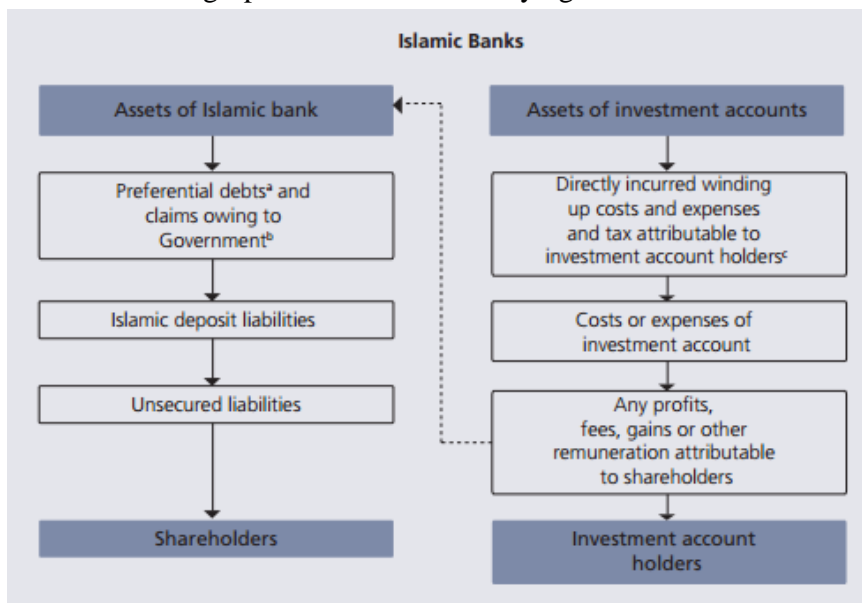 Islamic Banks
Assets of Islamic bank
Preferential debtsᵃ and
claims owing to
Governmentᵇ
Islamic deposit liabilities
Unsecured liabilities
Shareholders
Assets of investment accounts
Directly incurred winding
up costs and expenses
and tax attributable to
investment account holdersᶜ
Costs or expenses of
investment account
Any profits,
fees, gains or other
remuneration attributable
to shareholders
Investment account
holders